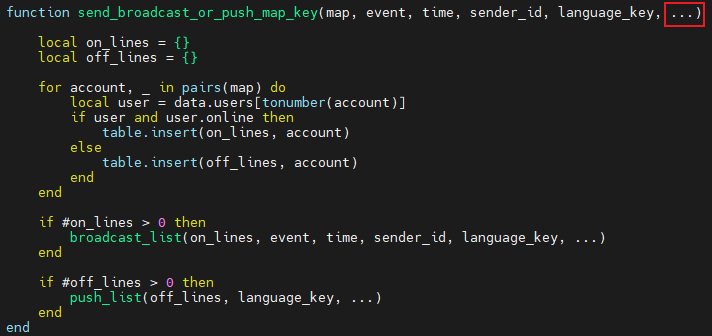 function send_broadcast_or_push_map_key(map, event, time, sender_id, language_key, ...)
local on_lines = {}
local off_lines = {}
for account, _ in pairs(map) do
local user = data.users[tonumber(account)]
if user and user.online then
table.insert(on_lines, account)
else
table.insert(off_lines, account)
end
end
if #on_lines > 0 then
broadcast_list(on_lines, event, time, sender_id, language_key, ...)
end
if #off_lines > 0 then
push_list(off_lines, language_key, ...)
end
end